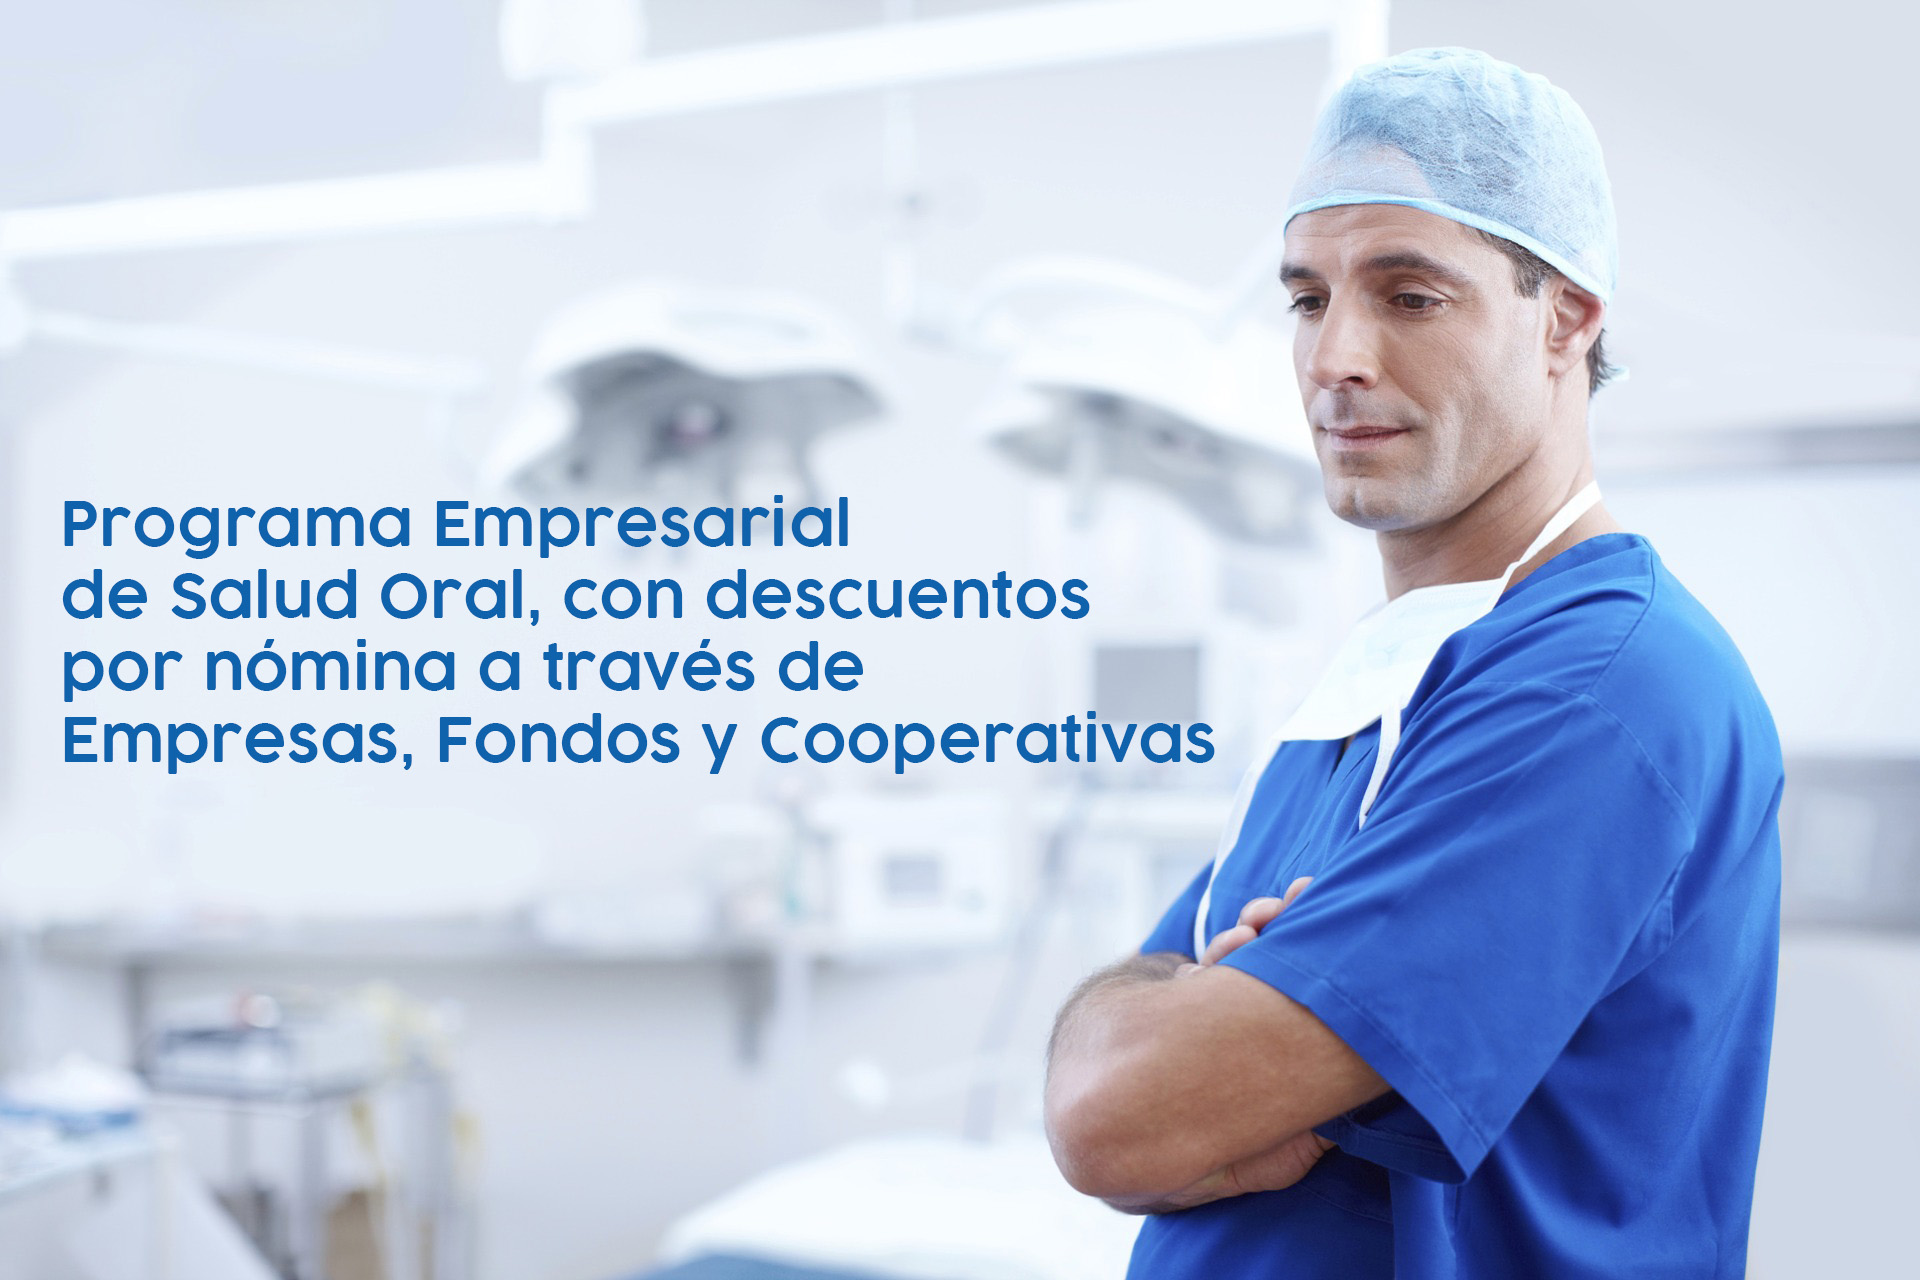 Programa Empresarial
de Salud Oral, con descuentos
por nómina a través de
Empresas, Fondos y Cooperativas